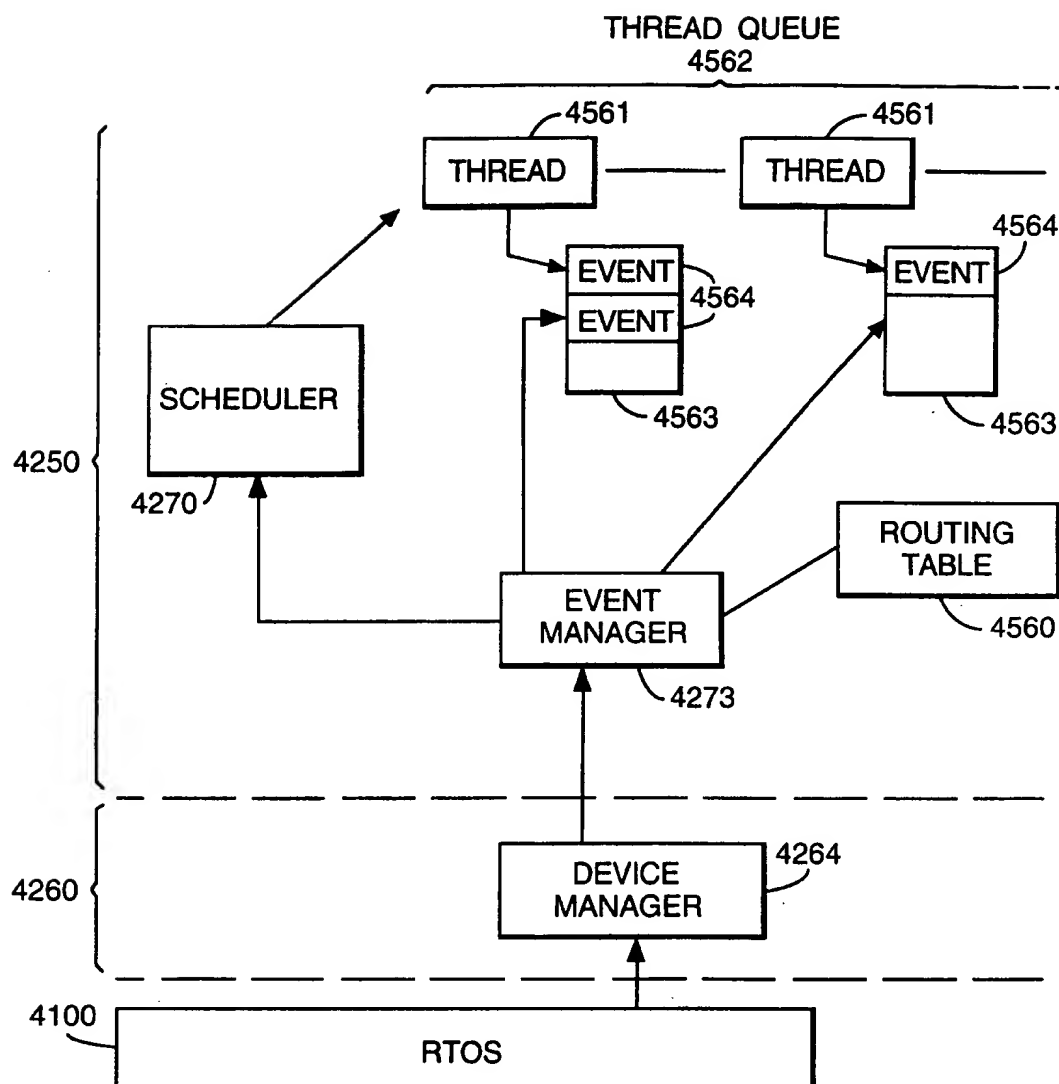 THREAD QUEUE
4562
4561
4561
THREAD
THREAD
4564
EVENT
4564
EVENT
EVENT
SCHEDULER
4563
4563
4250
4270
ROUTING
TABLE
EVENT
MANAGER
4560
4273
4264
DEVICE
MANAGER
4260
4100
RTOS